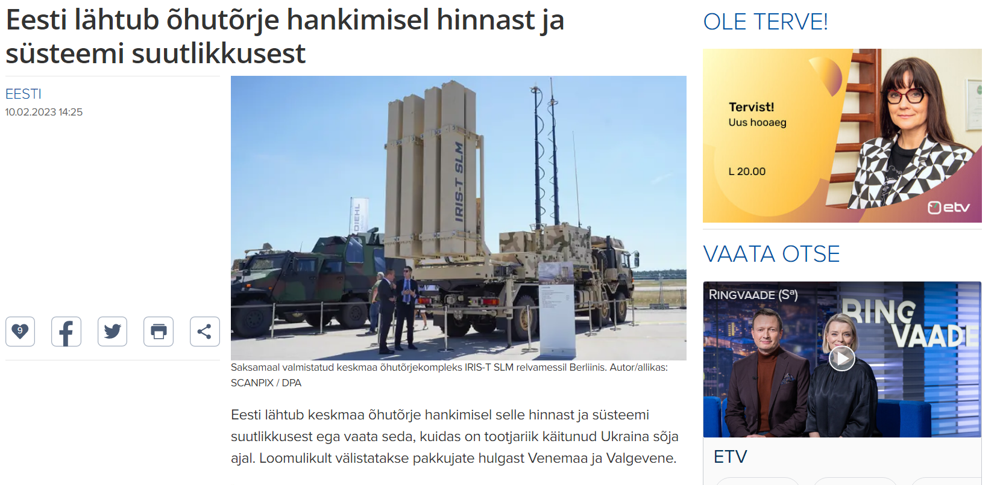 Eesti lähtub õhutõrje hankimisel hinnast ja
süsteemi suutlikkusest
EESTI
10.02.2023 14:25
9
DIEHL
IRIS-T SLM
Saksamaal valmistatud keskmaa õhutõrjekompleks IRIS-T SLM relvamessil Berliinis. Autor/allikas:
SCANPIX / DPA
Eesti lähtub keskmaa õhutõrje hankimisel selle hinnast ja süsteemi
suutlikkusest ega vaata seda, kuidas on tootjariik käitunud Ukraina sõja
ajal. Loomulikult välistatakse pakkujate hulgast Venemaa ja Valgevene.
OLE TERVE!
Tervist!
Uus hooaeg
L 20.00
etv
VAATA OTSE
RINGVAADE (Sª)
RING
VAADE
ETV